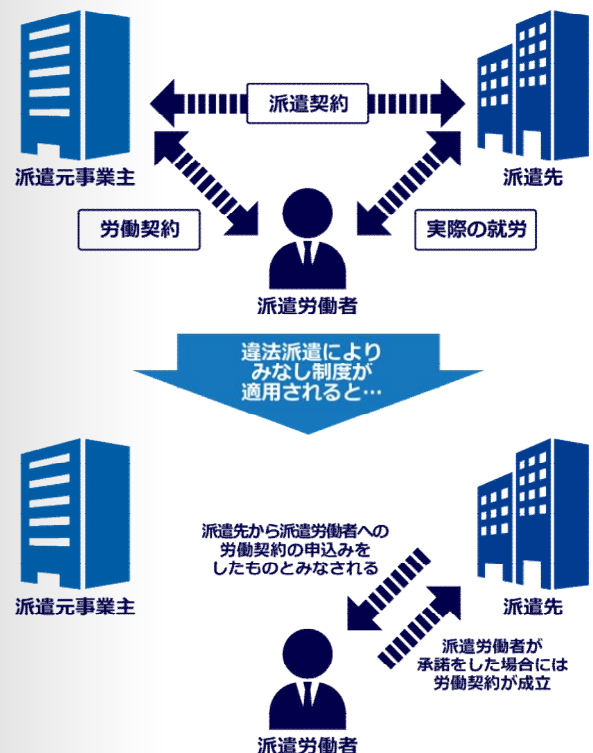 派遣契約
派遣元事業主
派遣先
労働契約
実際の就労
派遣労働者
違法派遣により
みなし制度が
適用されると…
派遣先から派遣労働者への
労働契約の申込みを
したものとみなされる
派遣元事業主
派遣先
派遣労働者が
承諾をした場合には
労働契約が成立
派遣労働者